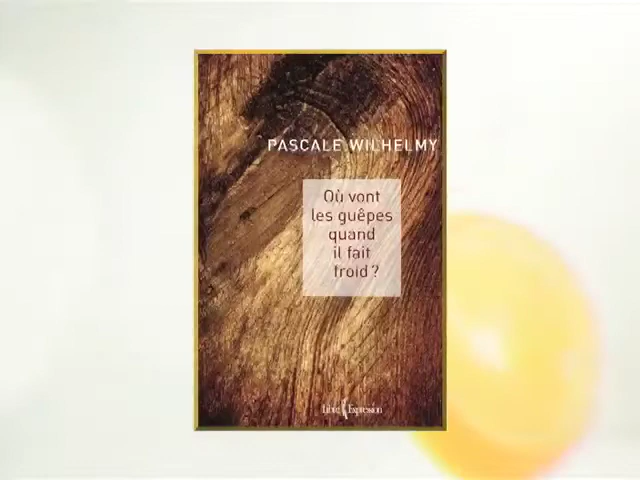 PASCALE WILHELMY
Où vont
les guêpes
quand
il fait
froid ?
Libre Expression